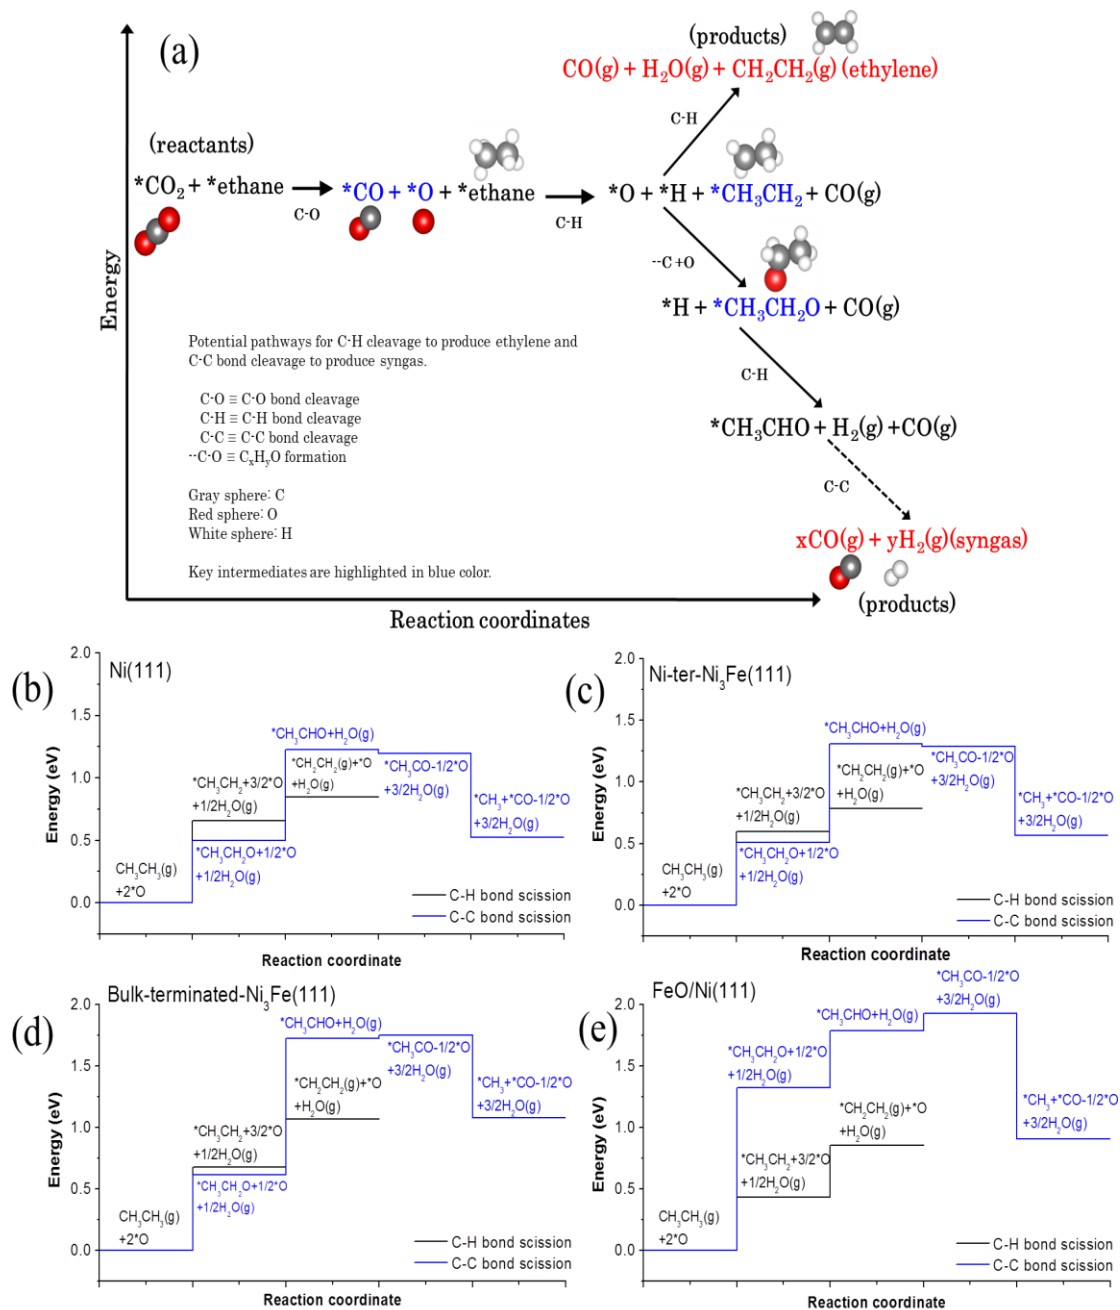 (a)
(products)
CO(g) + H₂O(g) + CH₂CH₂(g) (ethylene)
C-H
(reactants)
*CO₂ + *ethane
C-O
*CO + *O + *ethane
C-H
*O + *H + *CH₃CH₂ + CO(g)
--C +O
*H + *CH₃CH₂O + CO(g)
C-H
*CH₃CHO + H₂(g) +CO(g)
C-C
xCO(g) + yH₂(g)(syngas)
(products)
Energy
Potential pathways for C-H cleavage to produce ethylene and
C-C bond cleavage to produce syngas.
C-O ≡ C-O bond cleavage
C-H ≡ C-H bond cleavage
C-C ≡ C-C bond cleavage
--C-O ≡ CₓHᵧO formation
Gray sphere: C
Red sphere: O
White sphere: H
Key intermediates are highlighted in blue color.
Reaction coordinates
(b)
Ni(111)
Energy (eV)
2.0
1.5
1.0
0.5
0.0
CH₃CH₃(g)
+2*O
*CH₃CH₂+3/2*O
+1/2H₂O(g)
*CH₃CH₂O+1/2*O
+1/2H₂O(g)
*CH₃CHO+H₂O(g)
*CH₂CH₂(g)+*O
+H₂O(g)
*CH₃CO-1/2*O
+3/2H₂O(g)
*CH₃+*CO-1/2*O
+3/2H₂O(g)
C-H bond scission
C-C bond scission
Reaction coordinate
(c)
Ni-ter-Ni₃Fe(111)
Energy (eV)
2.0
1.5
1.0
0.5
0.0
CH₃CH₃(g)
+2*O
*CH₃CH₂+3/2*O
+1/2H₂O(g)
*CH₃CH₂O+1/2*O
+1/2H₂O(g)
*CH₃CHO+H₂O(g)
*CH₂CH₂(g)+*O
+H₂O(g)
*CH₃CO-1/2*O
+3/2H₂O(g)
*CH₃+*CO-1/2*O
+3/2H₂O(g)
C-H bond scission
C-C bond scission
Reaction coordinate
(d)
Bulk-terminated-Ni₃Fe(111)
Energy (eV)
2.0
1.5
1.0
0.5
0.0
CH₃CH₃(g)
+2*O
*CH₃CH₂+3/2*O
+1/2H₂O(g)
*CH₃CH₂O+1/2*O
+1/2H₂O(g)
*CH₃CHO+H₂O(g)
*CH₂CH₂(g)+*O
+H₂O(g)
*CH₃CO-1/2*O
+3/2H₂O(g)
*CH₃+*CO-1/2*O
+3/2H₂O(g)
C-H bond scission
C-C bond scission
Reaction coordinate
(e)
FeO/Ni(111)
Energy (eV)
2.0
1.5
1.0
0.5
0.0
CH₃CH₃(g)
+2*O
*CH₃CH₂O+1/2*O
+1/2H₂O(g)
*CH₃CH₂+3/2*O
+1/2H₂O(g)
*CH₃CHO+H₂O(g)
*CH₂CH₂(g)+*O
+H₂O(g)
*CH₃CO-1/2*O
+3/2H₂O(g)
*CH₃+*CO-1/2*O
+3/2H₂O(g)
C-H bond scission
C-C bond scission
Reaction coordinate